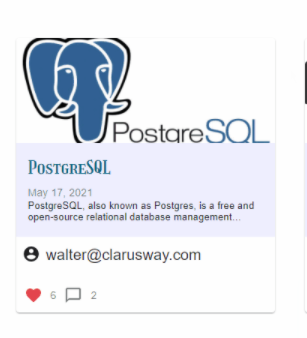 PostgreSQL
PostgreSQL
May 17, 2021
PostgreSQL, also known as Postgres, is a free and
open-source relational database management...
walter@clarusway.com
6 2